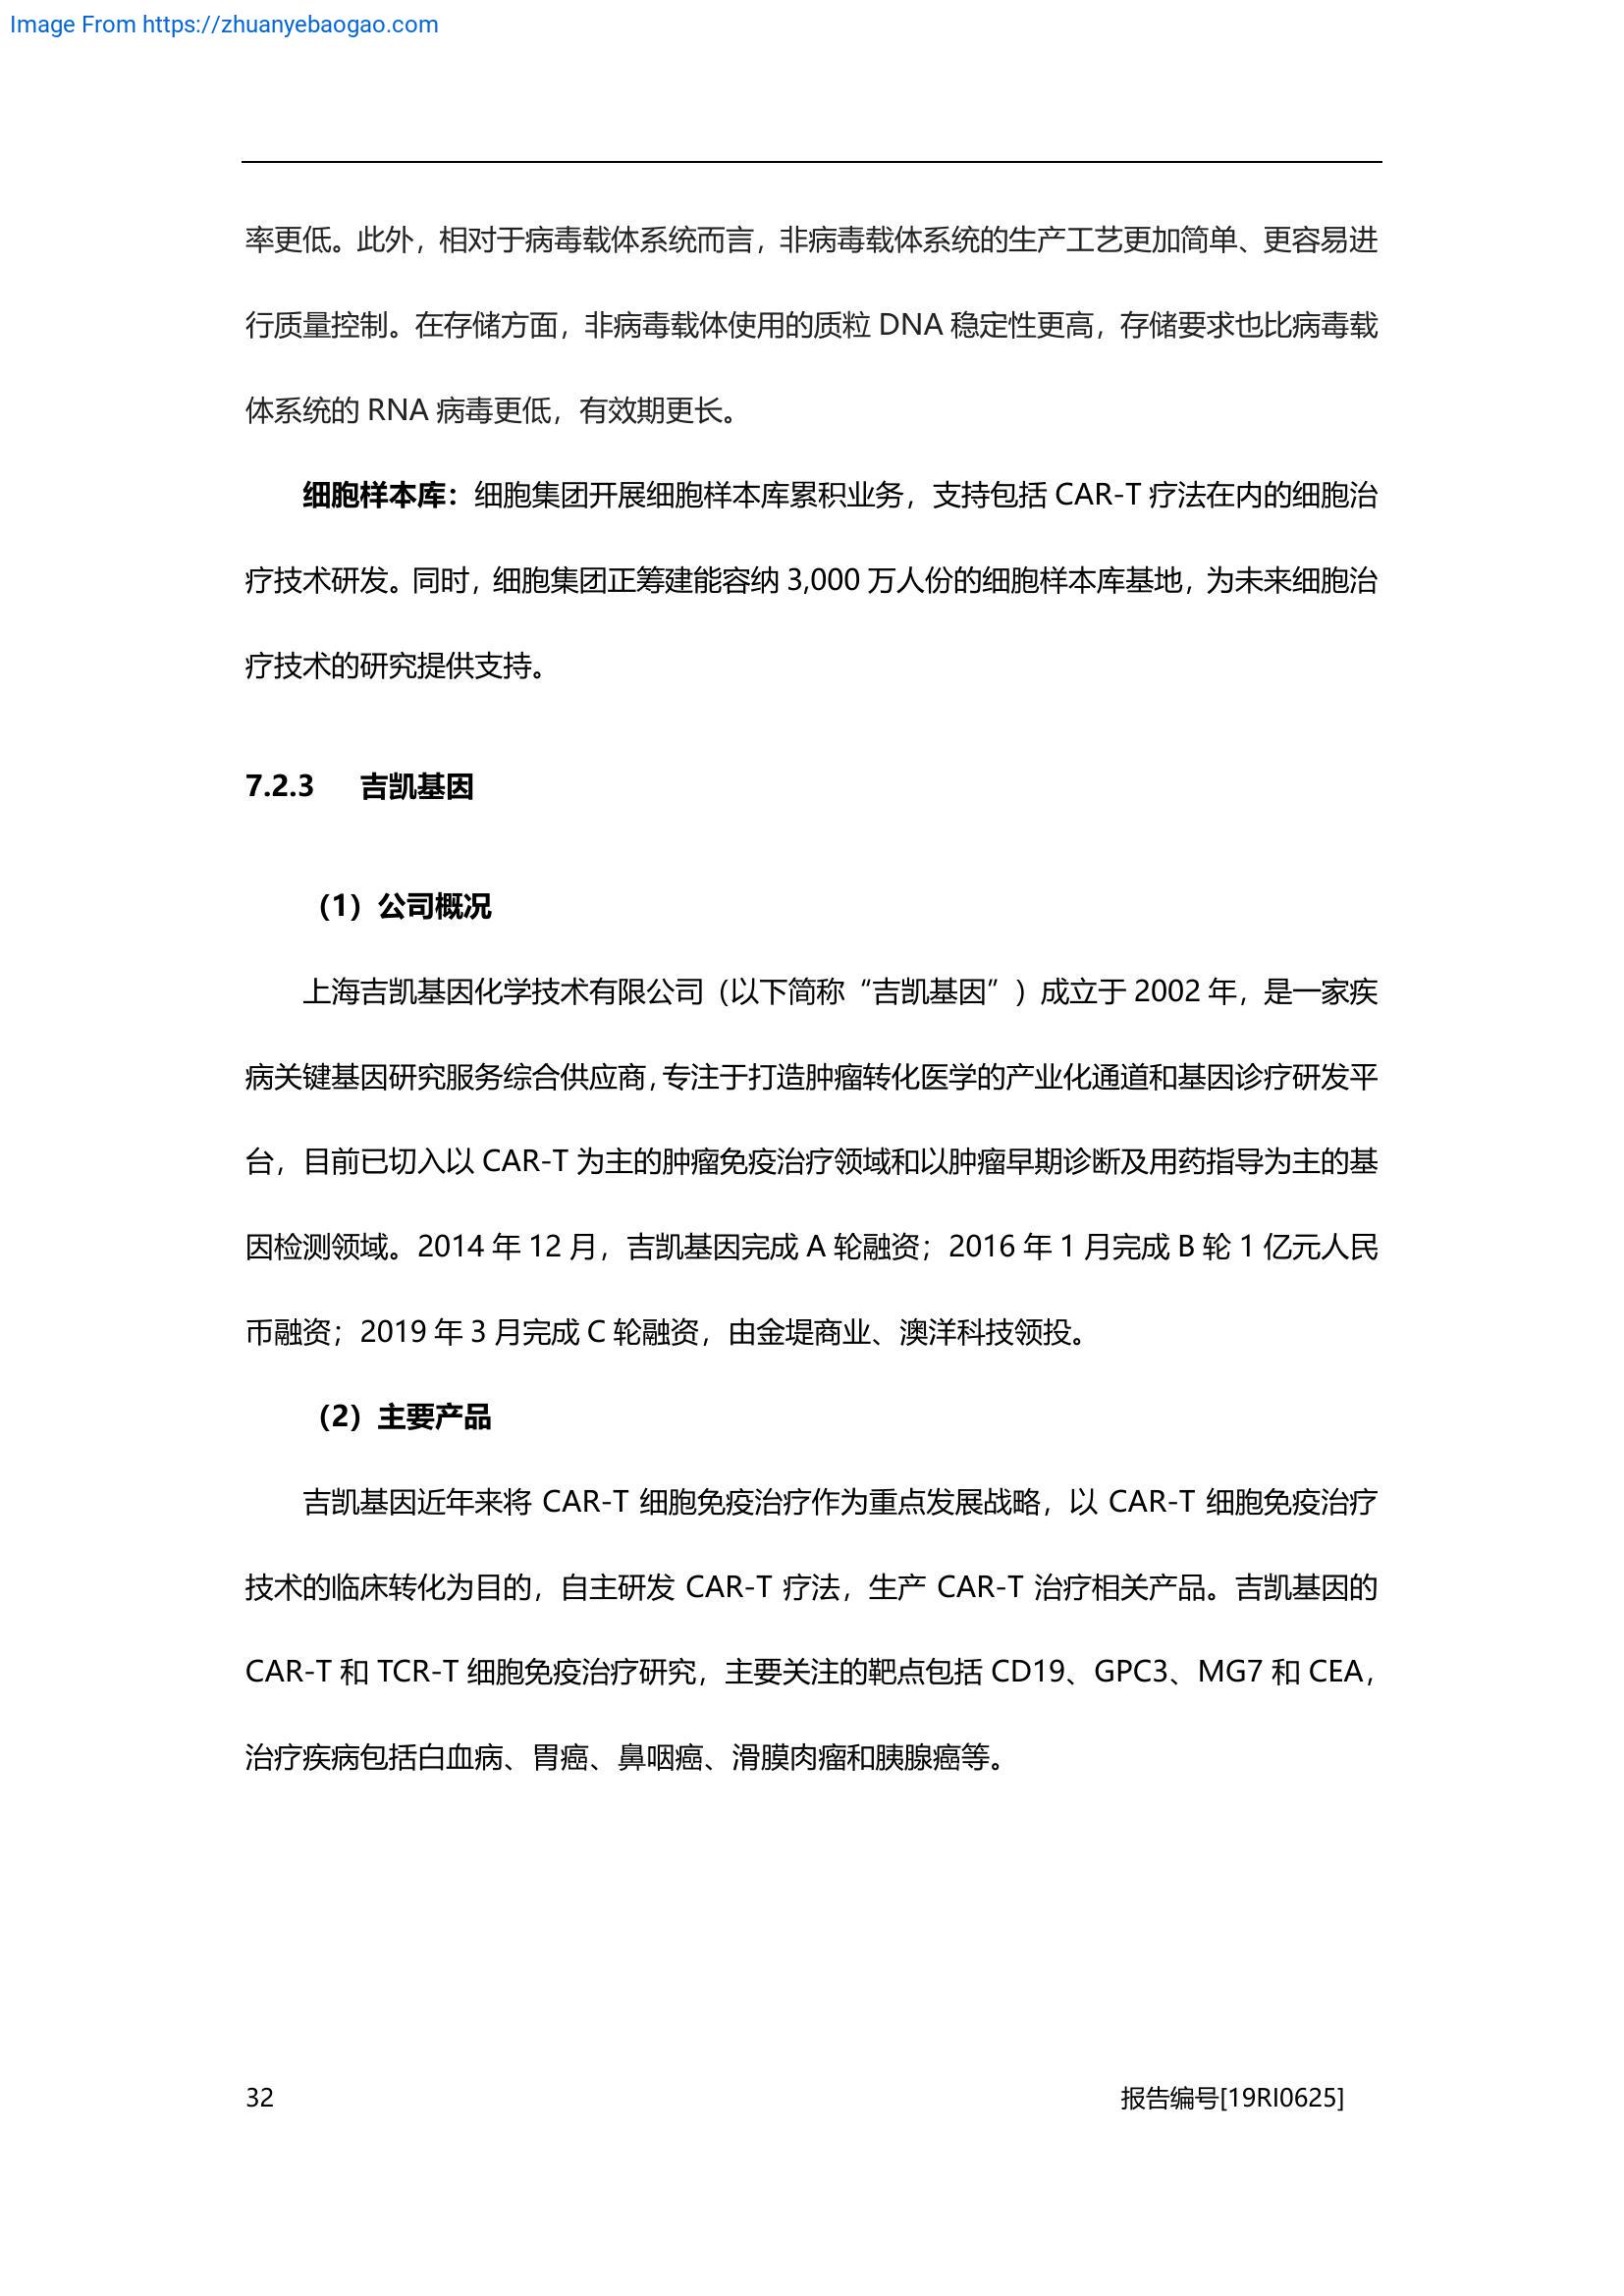 Image From https://zhuanyebaogao.com
率更低。此外，相对于病毒载体系统而言，非病毒载体系统的生产工艺更加简单、更容易进
行质量控制。在存储方面，非病毒载体使用的质粒 DNA 稳定性更高，存储要求也比病毒载
体系统的 RNA 病毒更低，有效期更长。
细胞样本库：细胞集团开展细胞样本库累积业务，支持包括 CAR-T 疗法在内的细胞治
疗技术研发。同时，细胞集团正筹建能容纳 3,000 万人份的细胞样本库基地，为未来细胞治
疗技术的研究提供支持。
7.2.3 吉凯基因
（1）公司概况
上海吉凯基因化学技术有限公司（以下简称“吉凯基因”）成立于 2002 年，是一家疾
病关键基因研究服务综合供应商，专注于打造肿瘤转化医学的产业化通道和基因诊疗研发平
台，目前已切入以 CAR-T 为主的肿瘤免疫治疗领域和以肿瘤早期诊断及用药指导为主的基
因检测领域。2014 年 12 月，吉凯基因完成 A 轮融资；2016 年 1 月完成 B 轮 1 亿元人民
币融资；2019 年 3 月完成 C 轮融资，由金堤商业、澳洋科技领投。
（2）主要产品
吉凯基因近年来将 CAR-T 细胞免疫治疗作为重点发展战略，以 CAR-T 细胞免疫治疗
技术的临床转化为目的，自主研发 CAR-T 疗法，生产 CAR-T 治疗相关产品。吉凯基因的
CAR-T 和 TCR-T 细胞免疫治疗研究，主要关注的靶点包括 CD19、GPC3、MG7 和 CEA，
治疗疾病包括白血病、胃癌、鼻咽癌、滑膜肉瘤和胰腺癌等。
32 报告编号[19RI0625]